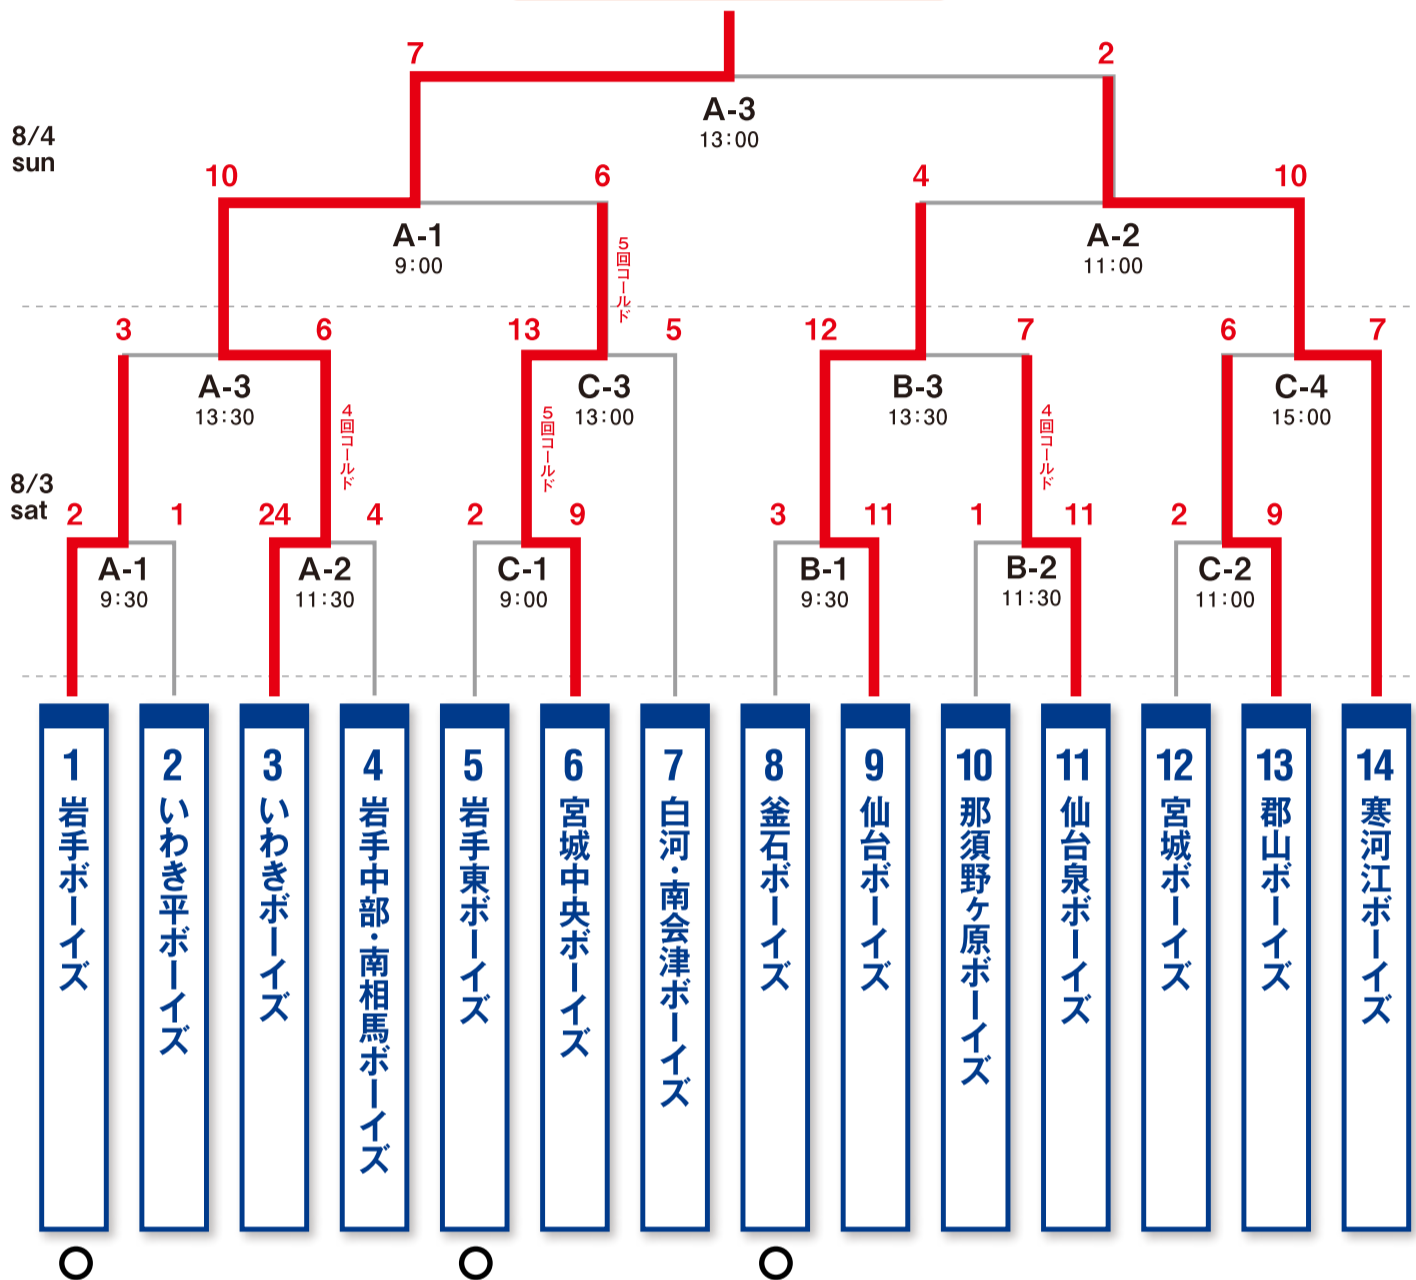 7
2
A-3
13:00
8/4
sun
10
6
4
10
A-1
9:00
5回コールド
A-2
11:00
3
6
13
5
12
7
6
7
A-3
13:30
4回コールド
5回コールド
C-3
13:00
B-3
13:30
4回コールド
C-4
15:00
8/3
sat
2
1
24
4
2
9
3
11
1
11
2
9
A-1
9:30
A-2
11:30
C-1
9:00
B-1
9:30
B-2
11:30
C-2
11:00
1
岩手ボーイズ
2
いわき平ボーイズ
3
いわきボーイズ
4
岩手中部・南相馬ボーイズ
5
岩手東ボーイズ
6
宮城中央ボーイズ
7
白河・南会津ボーイズ
8
釜石ボーイズ
9
仙台ボーイズ
10
那須野ヶ原ボーイズ
11
仙台泉ボーイズ
12
宮城ボーイズ
13
郡山ボーイズ
14
寒河江ボーイズ